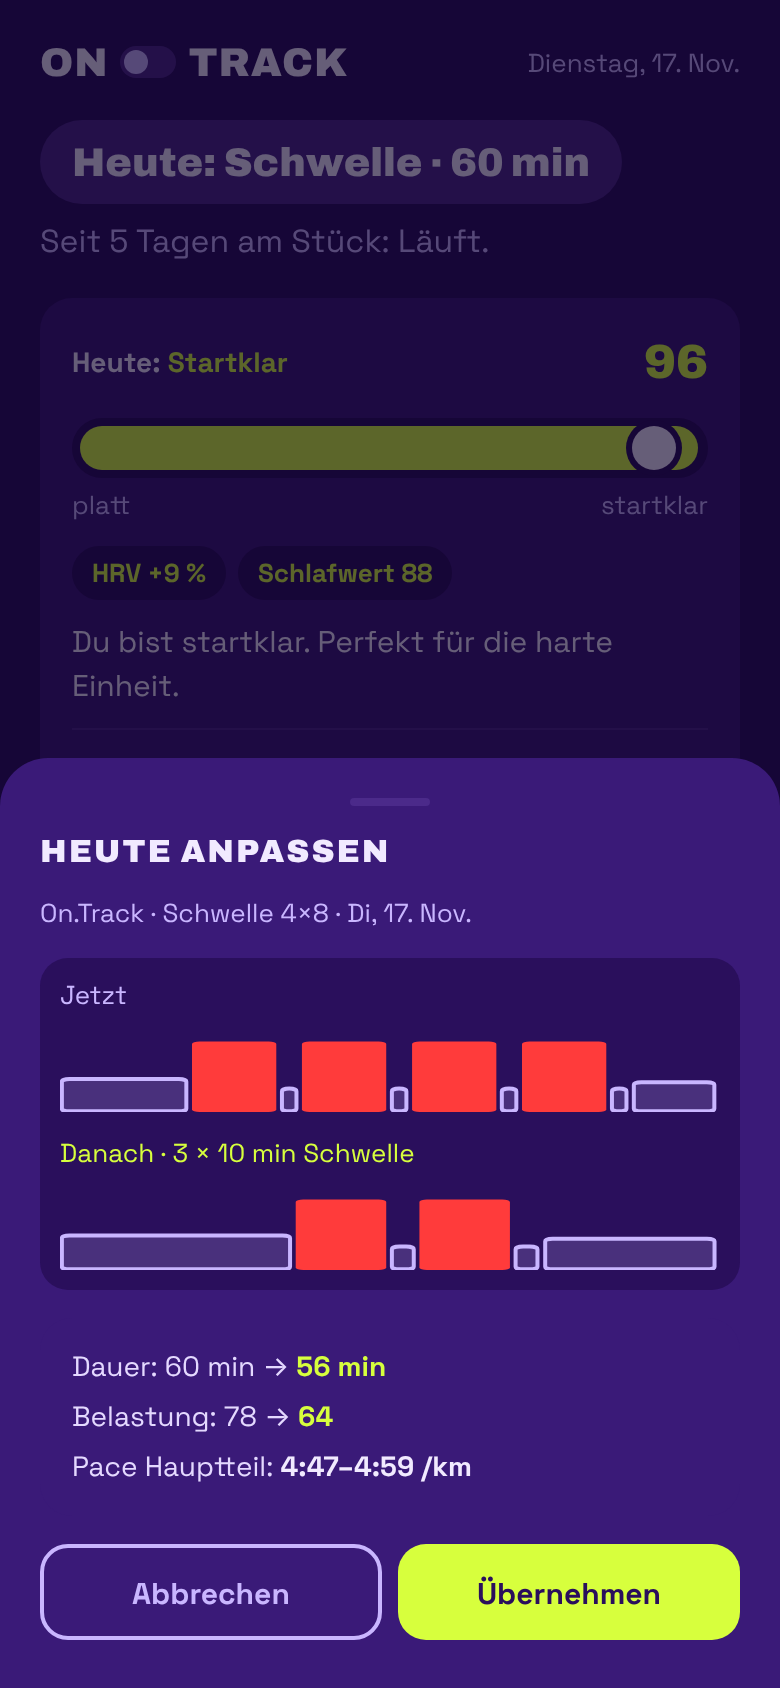 ON TRACK
Dienstag, 17. Nov.
Heute: Schwelle · 60 min
Seit 5 Tagen am Stück: Läuft.
Heute: Startklar
96
platt
startklar
HRV +9 %
Schlafwert 88
Du bist startklar. Perfekt für die harte
Einheit.
HEUTE ANPASSEN
On.Track · Schwelle 4×8 · Di, 17. Nov.
Jetzt
Danach · 3 × 10 min Schwelle
Dauer: 60 min → 56 min
Belastung: 78 → 64
Pace Hauptteil: 4:47–4:59 /km
Abbrechen
Übernehmen